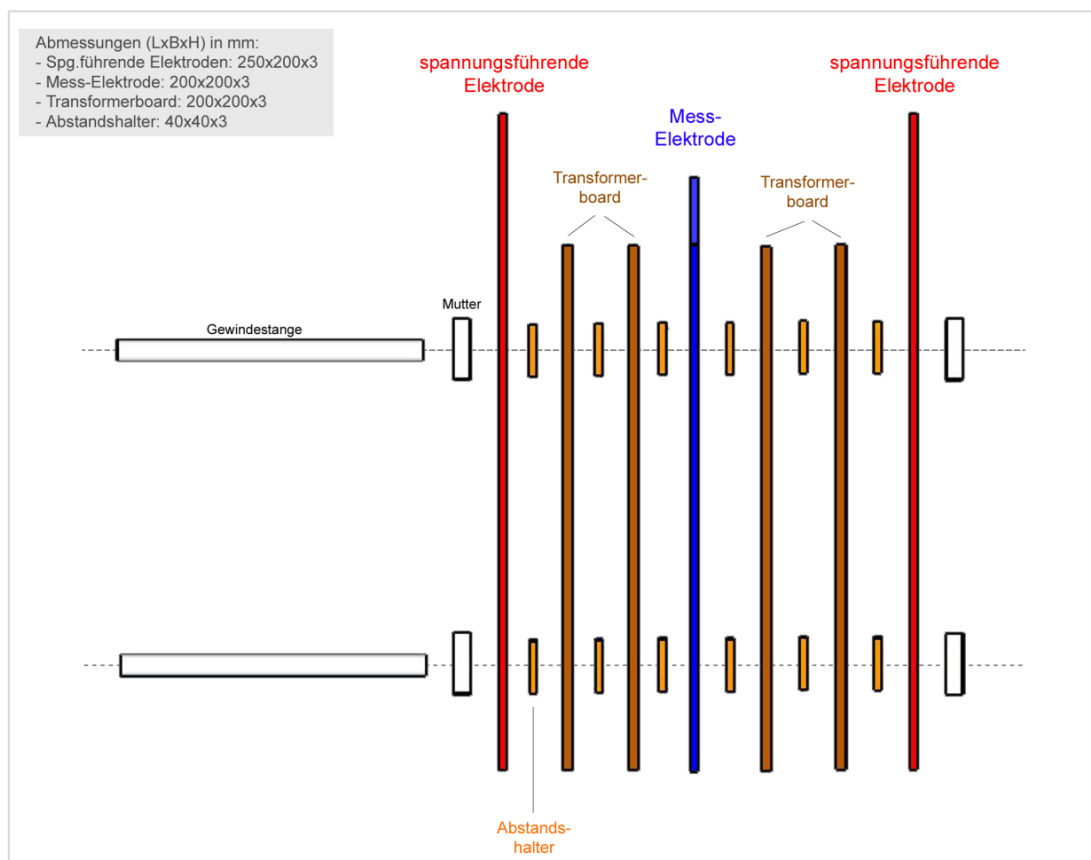 Abmessungen (LxBxH) in mm:
- Spg.führende Elektroden: 250x200x3
- Mess-Elektrode: 200x200x3
- Transformerboard: 200x200x3
- Abstandshalter: 40x40x3
spannungsführende
Elektrode
spannungsführende
Elektrode
Mess-
Elektrode
Transformer-
board
Transformer-
board
Mutter
Gewindestange
Abstands-
halter